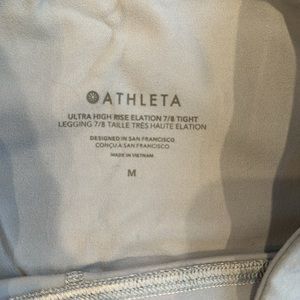 ATHLETA
ULTRA HIGH RISE ELATION 7/8 TIGHT
LEGGING 7/8 TAILLE TRÈS HAUTE ELATION
DESIGNED IN SAN FRANCISCO
CONÇU À SAN FRANCISCO
MADE IN VIETNAM
M